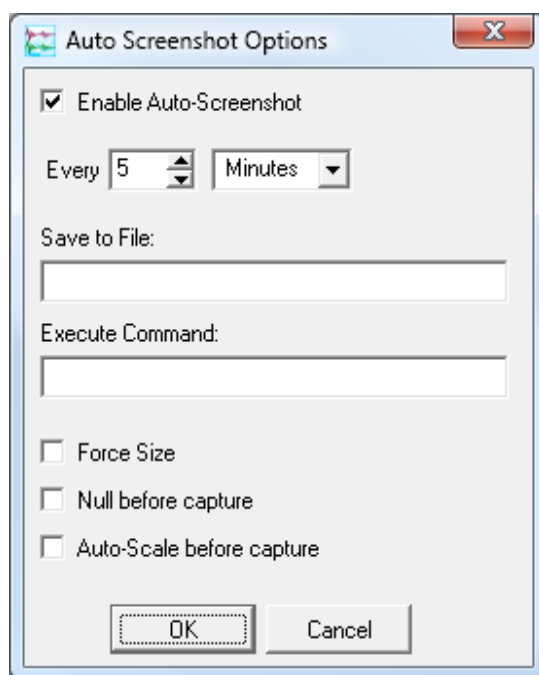 Auto Screenshot Options
Enable Auto-Screenshot
Every 5 Minutes
Save to File:
Execute Command:
Force Size
Null before capture
Auto-Scale before capture
OK Cancel